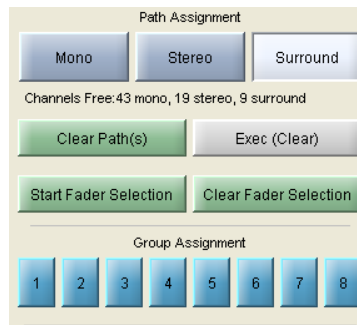 Path Assignment
Mono Stereo Surround
Channels Free:43 mono, 19 stereo, 9 surround
Clear Path(s) Exec (Clear)
Start Fader Selection Clear Fader Selection
Group Assignment
1 2 3 4 5 6 7 8